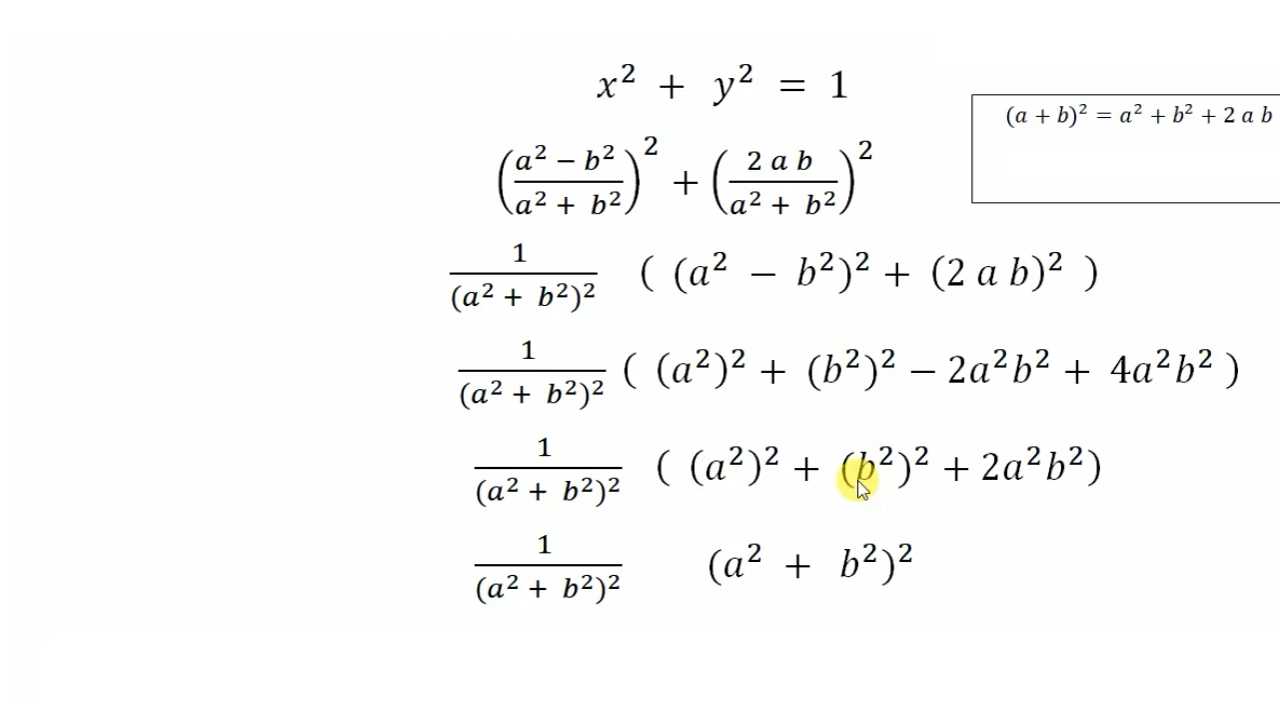 x² + y² = 1
(a + b)² = a² + b² + 2 a b
((a² − b²)/(a² + b²))² + ((2 a b)/(a² + b²))²
1/(a² + b²)² ( (a² − b²)² + (2 a b)² )
1/(a² + b²)² ( (a²)² + (b²)² − 2a²b² + 4a²b² )
1/(a² + b²)² ( (a²)² + (b²)² + 2a²b²)
1/(a² + b²)² (a² + b²)²